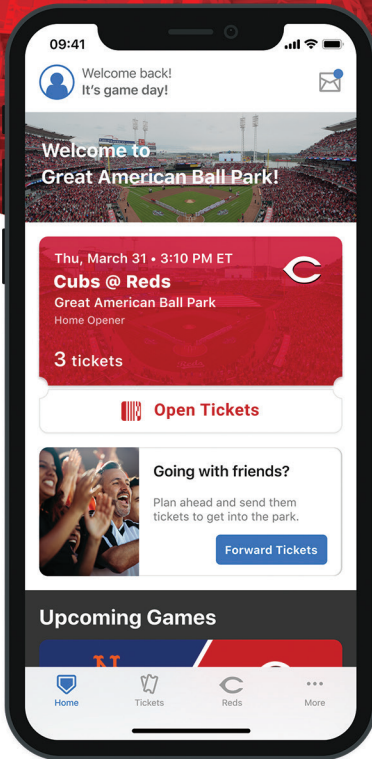 09:41
Welcome back!
It's game day!
Welcome to
Great American Ball Park!
Thu, March 31 • 3:10 PM ET
Cubs @ Reds
Great American Ball Park
Home Opener
3 tickets
Open Tickets
Going with friends?
Plan ahead and send them
tickets to get into the park.
Forward Tickets
Upcoming Games
Home
Tickets
Reds
More